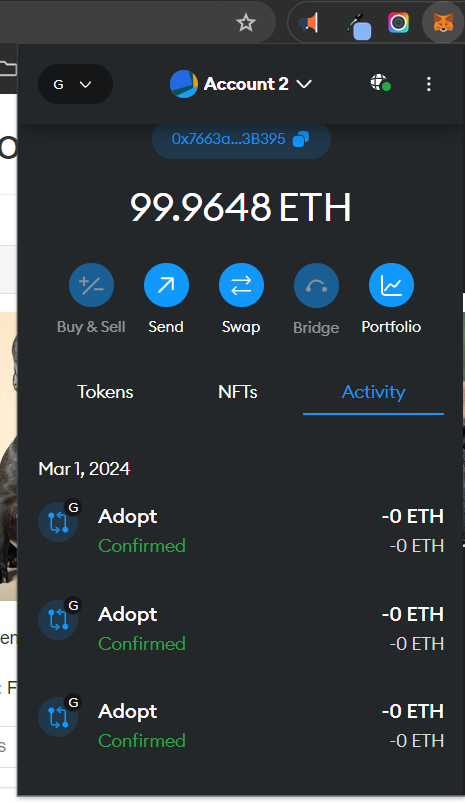 G
Account 2
0x7663a...3B395
99.9648 ETH
Buy & Sell
Send
Swap
Bridge
Portfolio
Tokens
NFTs
Activity
Mar 1, 2024
G
Adopt
-0 ETH
Confirmed
-0 ETH
G
Adopt
-0 ETH
Confirmed
-0 ETH
G
Adopt
-0 ETH
Confirmed
-0 ETH